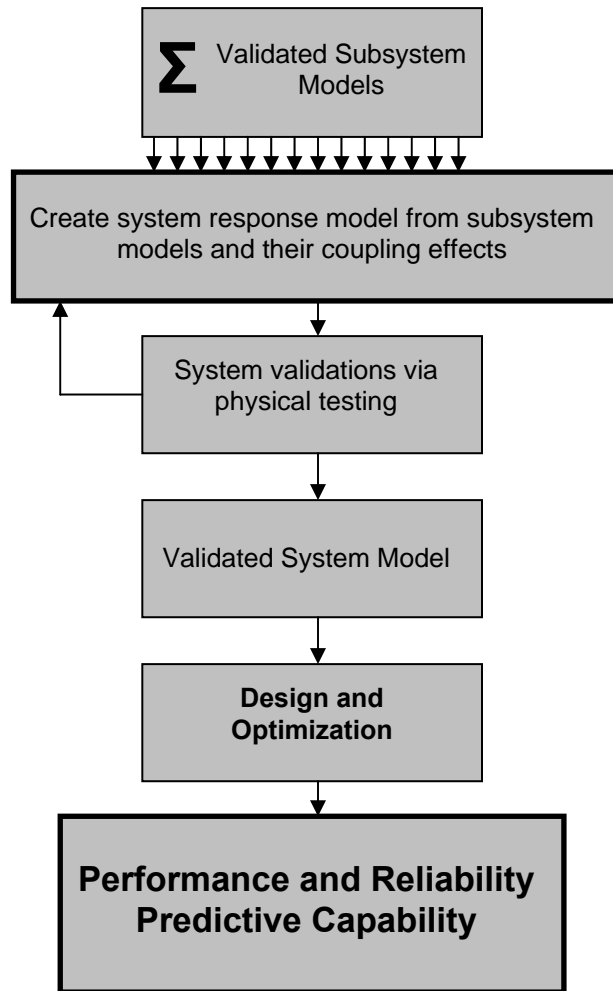 Σ Validated Subsystem
Models
Create system response model from subsystem
models and their coupling effects
System validations via
physical testing
Validated System Model
Design and
Optimization
Performance and Reliability
Predictive Capability